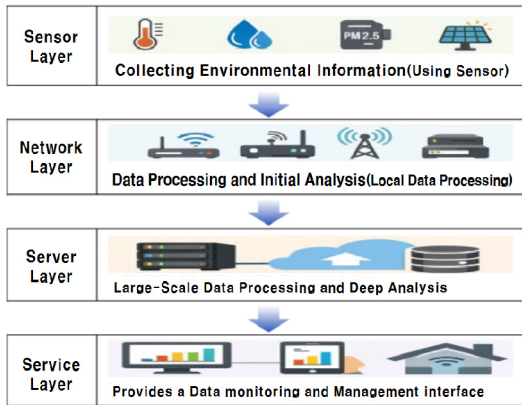 Sensor
Layer
PM2.5
Collecting Environmental Information(Using Sensor)
Network
Layer
Data Processing and Initial Analysis(Local Data Processing)
Server
Layer
Large-Scale Data Processing and Deep Analysis
Service
Layer
Provides a Data monitoring and Management interface